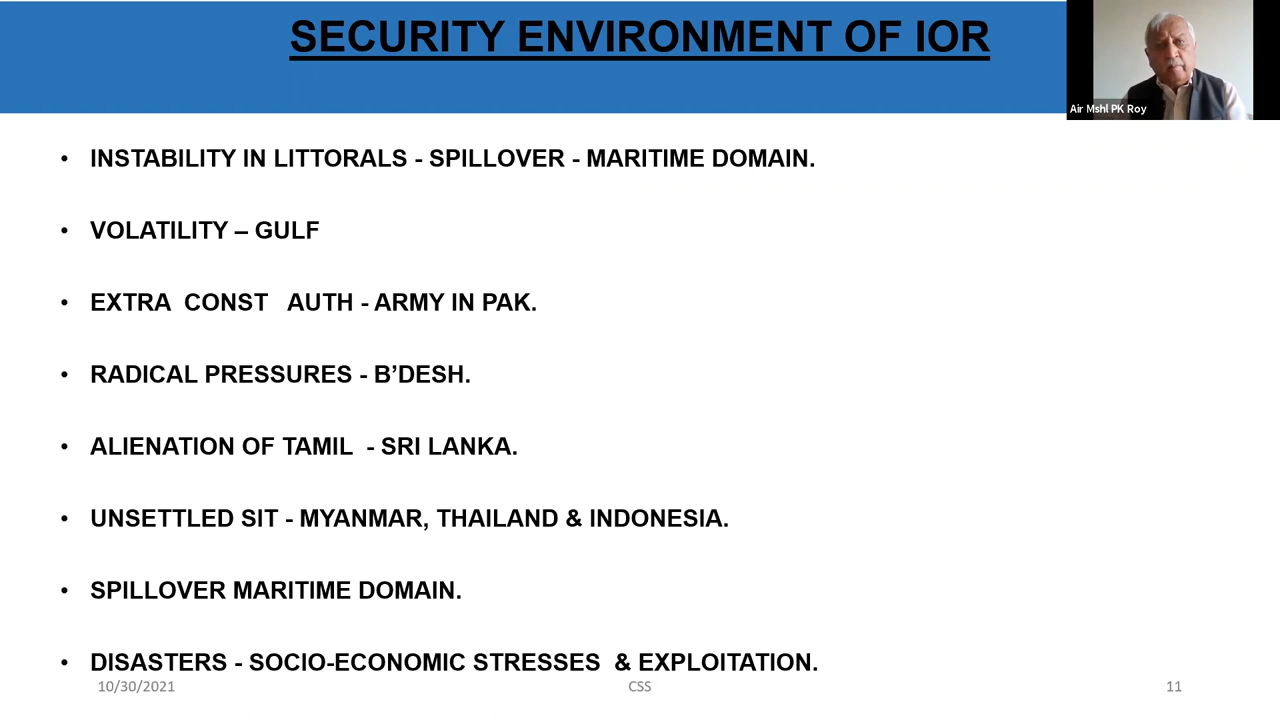 SECURITY ENVIRONMENT OF IOR
Air Mshl PK Roy
• INSTABILITY IN LITTORALS - SPILLOVER - MARITIME DOMAIN.
• VOLATILITY – GULF
• EXTRA CONST AUTH - ARMY IN PAK.
• RADICAL PRESSURES - B’DESH.
• ALIENATION OF TAMIL - SRI LANKA.
• UNSETTLED SIT - MYANMAR, THAILAND & INDONESIA.
• SPILLOVER MARITIME DOMAIN.
• DISASTERS - SOCIO-ECONOMIC STRESSES & EXPLOITATION.
10/30/2021 CSS 11